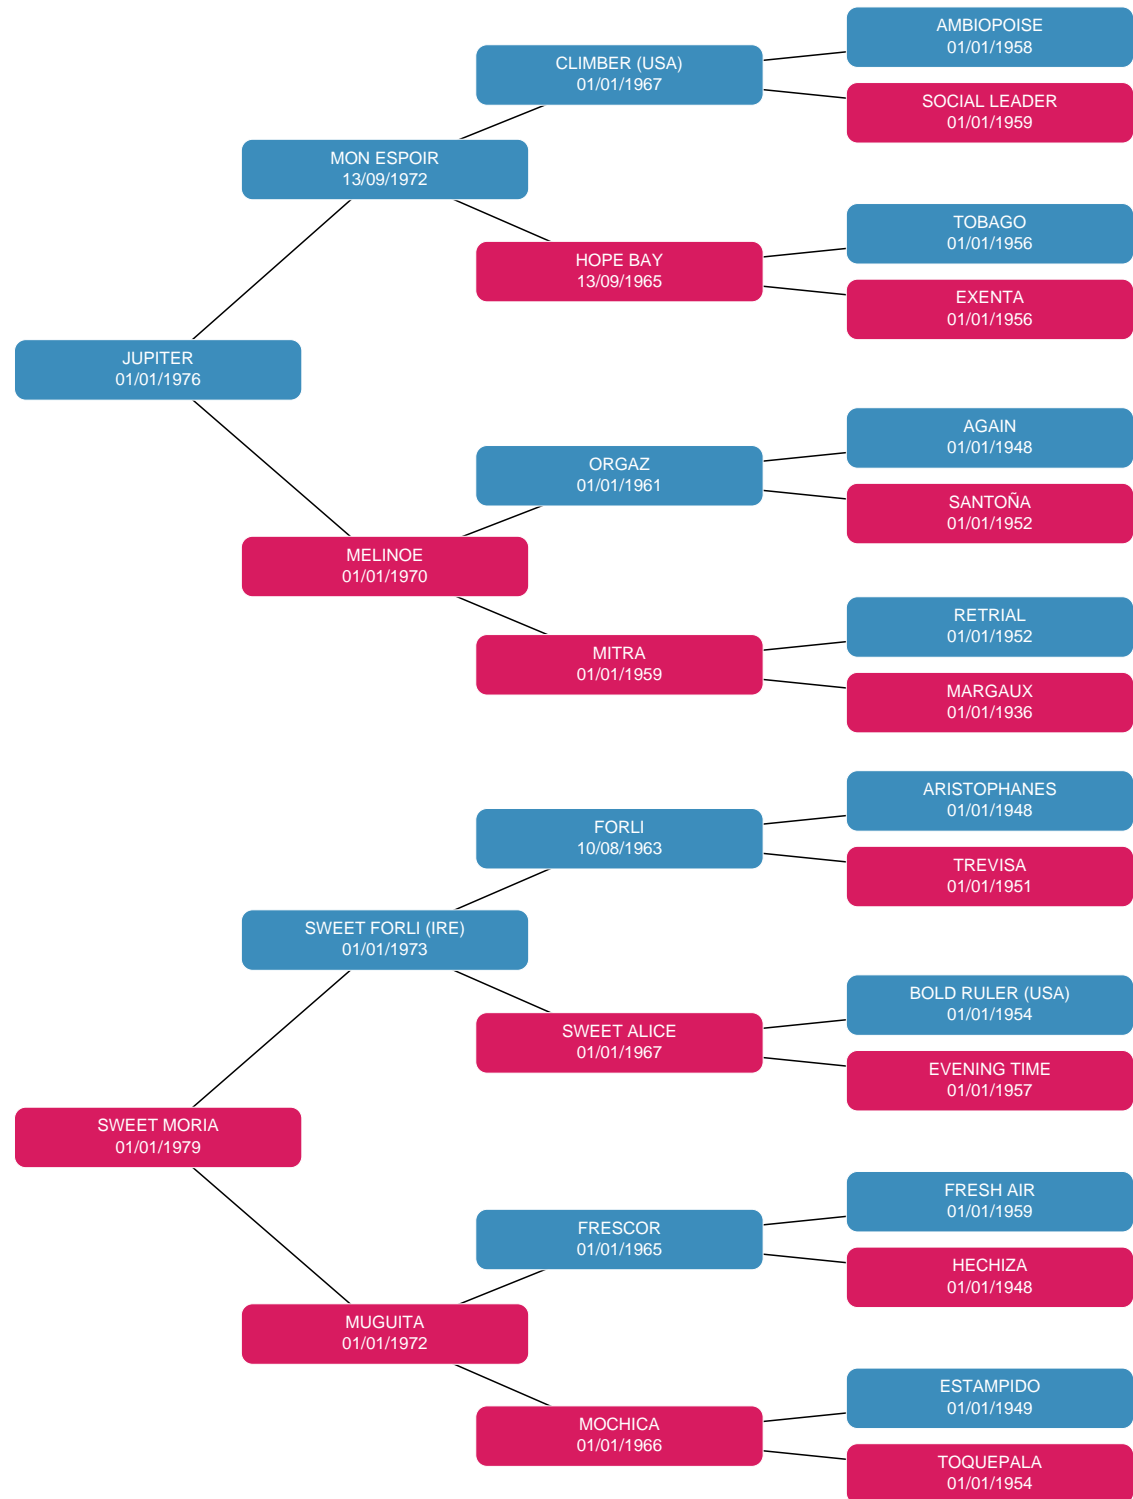 AMBIOPOISE
01/01/1958
CLIMBER (USA)
01/01/1967
SOCIAL LEADER
01/01/1959
MON ESPOIR
13/09/1972
TOBAGO
01/01/1956
HOPE BAY
13/09/1965
EXENTA
01/01/1956
JUPITER
01/01/1976
AGAIN
01/01/1948
ORGAZ
01/01/1961
SANTOÑA
01/01/1952
MELINOE
01/01/1970
RETRIAL
01/01/1952
MITRA
01/01/1959
MARGAUX
01/01/1936
ARISTOPHANES
01/01/1948
FORLI
10/08/1963
TREVISA
01/01/1951
SWEET FORLI (IRE)
01/01/1973
BOLD RULER (USA)
01/01/1954
SWEET ALICE
01/01/1967
EVENING TIME
01/01/1957
SWEET MORIA
01/01/1979
FRESH AIR
01/01/1959
FRESCOR
01/01/1965
HECHIZA
01/01/1948
MUGUITA
01/01/1972
ESTAMPIDO
01/01/1949
MOCHICA
01/01/1966
TOQUEPALA
01/01/1954